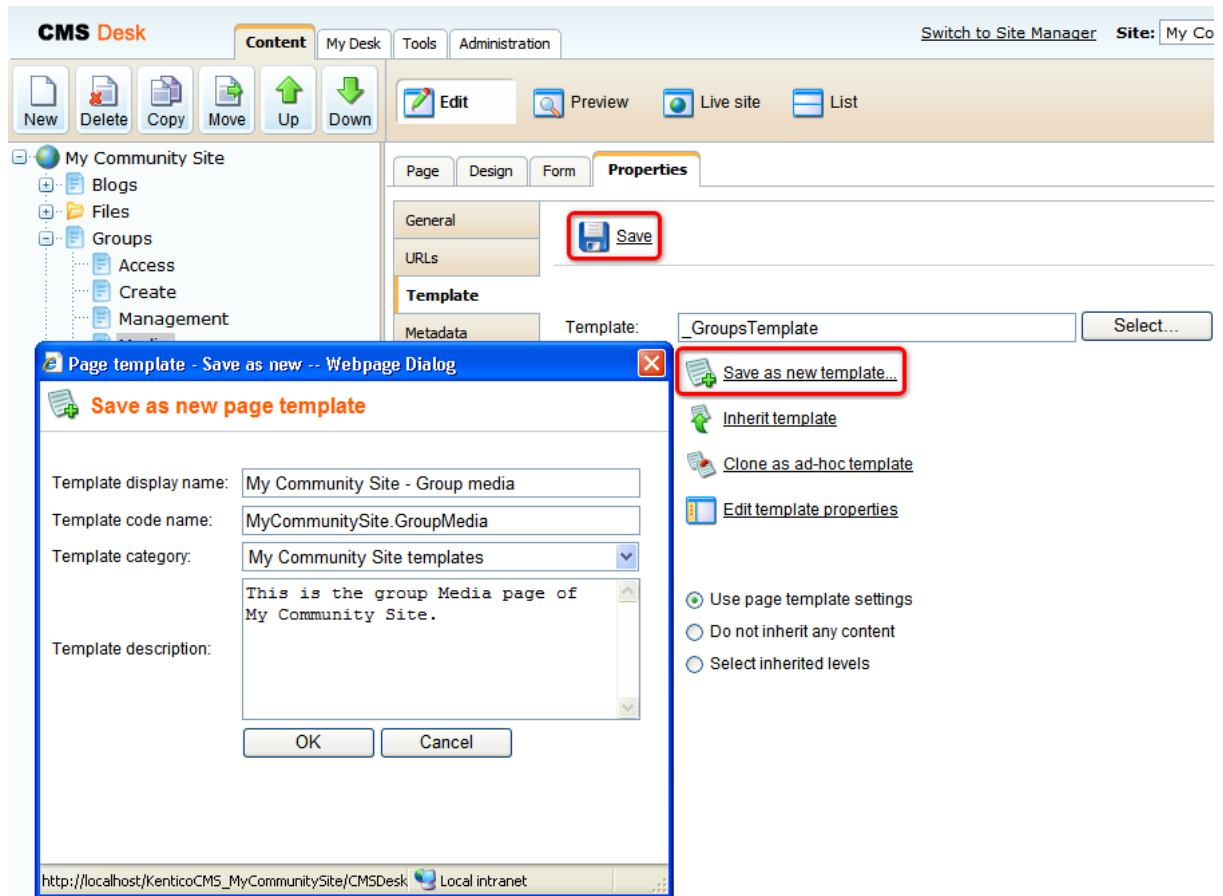 CMS Desk
Content
My Desk
Tools
Administration
Switch to Site Manager
Site: My Co
New
Delete
Copy
Move
Up
Down
Edit
Preview
Live site
List
My Community Site
Blogs
Files
Groups
Access
Create
Management
Page
Design
Form
Properties
General
URLs
Template
Metadata
Save
Template: _GroupsTemplate Select...
Save as new template...
Inherit template
Clone as ad-hoc template
Edit template properties
Use page template settings
Do not inherit any content
Select inherited levels
Page template - Save as new -- Webpage Dialog
Save as new page template
Template display name: My Community Site - Group media
Template code name: MyCommunitySite.GroupMedia
Template category: My Community Site templates
Template description:
This is the group Media page of
My Community Site.
OK
Cancel
http://localhost/KenticoCMS_MyCommunitySite/CMSDesk
Local intranet